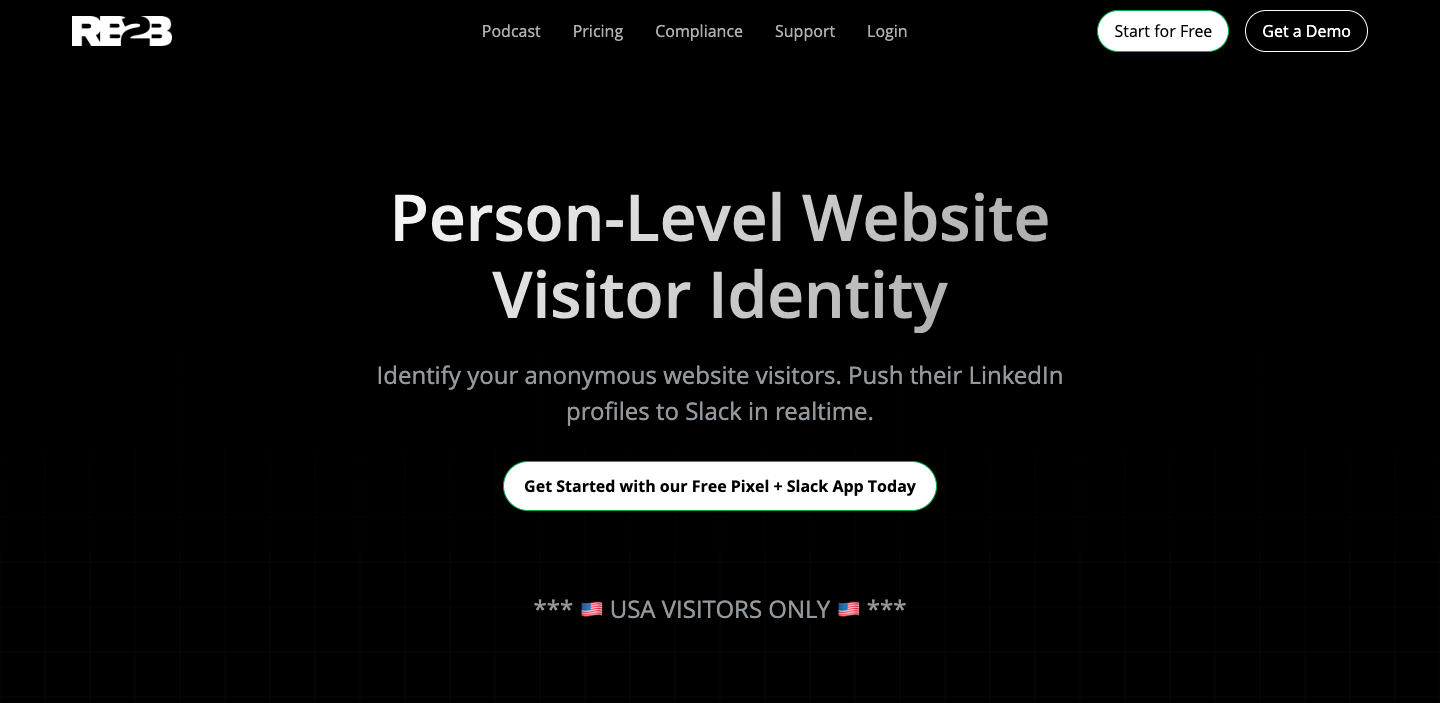 RB2B
Podcast
Pricing
Compliance
Support
Login
Start for Free
Get a Demo
Person-Level Website
Visitor Identity
Identify your anonymous website visitors. Push their LinkedIn
profiles to Slack in realtime.
Get Started with our Free Pixel + Slack App Today
*** 🇺🇸 USA VISITORS ONLY 🇺🇸 ***